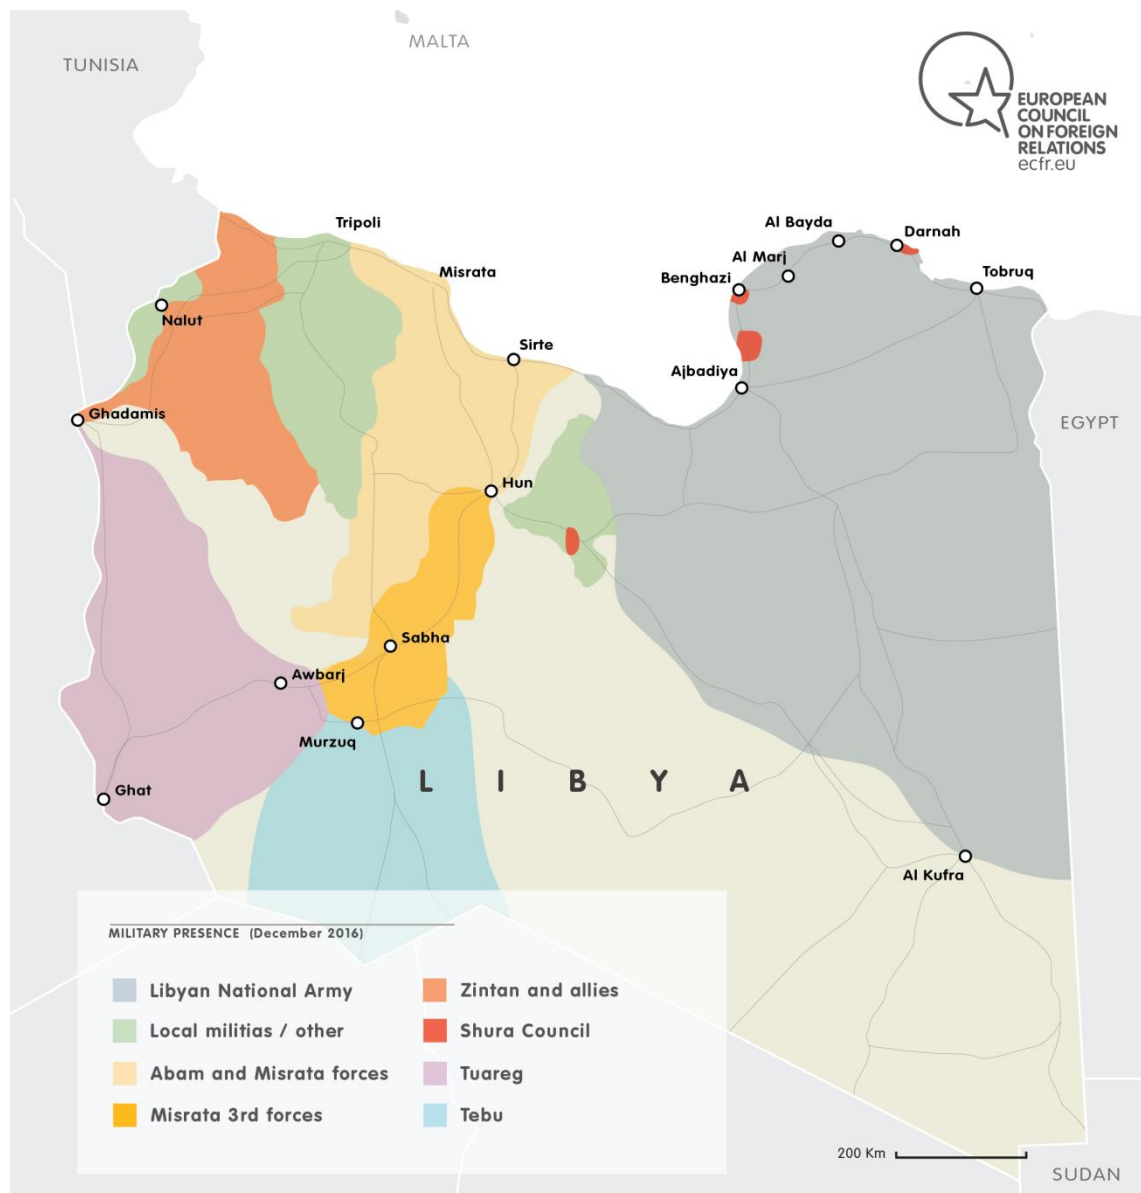 MALTA
TUNISIA
EUROPEAN
COUNCIL
ON FOREIGN
RELATIONS
ecfr.eu
Tripoli
Al Bayda
Darnah
Al Marj
Misrata
Benghazi
Tobruq
Nalut
Sirte
Ajbadiya
Ghadamis
EGYPT
Hun
Sabha
Awbarj
Murzuq
LIBYA
Ghat
Al Kufra
MILITARY PRESENCE (December 2016)
Libyan National Army
Zintan and allies
Local militias / other
Shura Council
Abam and Misrata forces
Tuareg
Misrata 3rd forces
Tebu
200 Km
SUDAN